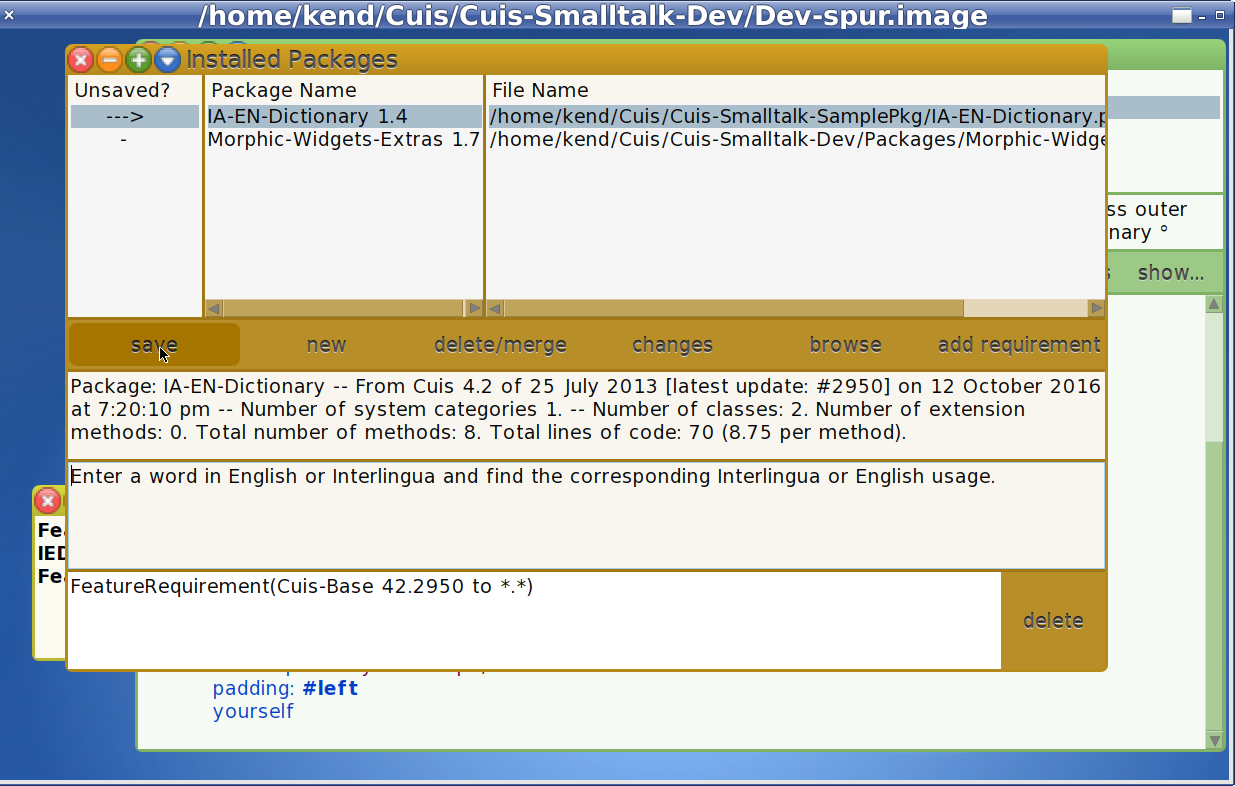 /home/kend/Cuis/Cuis-Smalltalk-Dev/Dev-spur.image
Installed Packages
Unsaved? Package Name File Name
---> IA-EN-Dictionary 1.4 /home/kend/Cuis/Cuis-Smalltalk-SamplePkg/IA-EN-Dictionary.p
- Morphic-Widgets-Extras 1.7 /home/kend/Cuis/Cuis-Smalltalk-Dev/Packages/Morphic-Widge
ss outer
nary °
s show...
save new delete/merge changes browse add requirement
Package: IA-EN-Dictionary -- From Cuis 4.2 of 25 July 2013 [latest update: #2950] on 12 October 2016
at 7:20:10 pm -- Number of system categories 1. -- Number of classes: 2. Number of extension
methods: 0. Total number of methods: 8. Total lines of code: 70 (8.75 per method).
Enter a word in English or Interlingua and find the corresponding Interlingua or English usage.
Fea
IED
Fea
FeatureRequirement(Cuis-Base 42.2950 to *.*)
delete
padding: #left
yourself